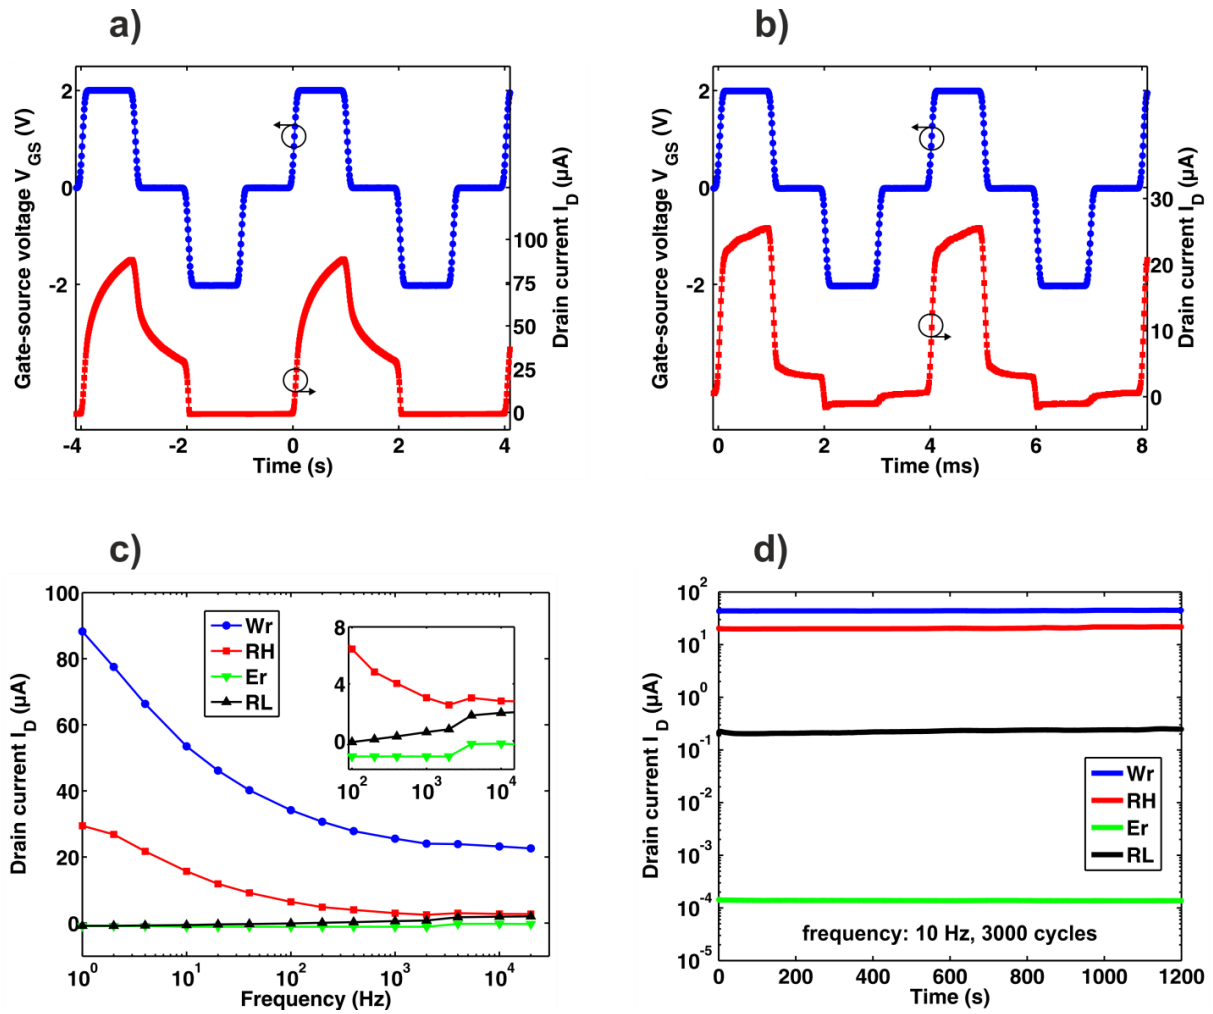 a)
Gate-source voltage V_GS (V)
2
0
-2
100
75
50
25
0
Drain current I_D (µA)
-4
-2
0
2
4
Time (s)
b)
Gate-source voltage V_GS (V)
2
0
-2
30
20
10
0
Drain current I_D (µA)
0
2
4
6
8
Time (ms)
c)
Drain current I_D (µA)
100
80
60
40
20
0
Wr
RH
Er
RL
8
4
0
10^2
10^3
10^4
10^0
10^1
10^2
10^3
10^4
Frequency (Hz)
d)
Drain current I_D (µA)
10^2
10^1
10^0
10^-1
10^-2
10^-3
10^-4
10^-5
Wr
RH
Er
RL
frequency: 10 Hz, 3000 cycles
0
200
400
600
800
1000
1200
Time (s)